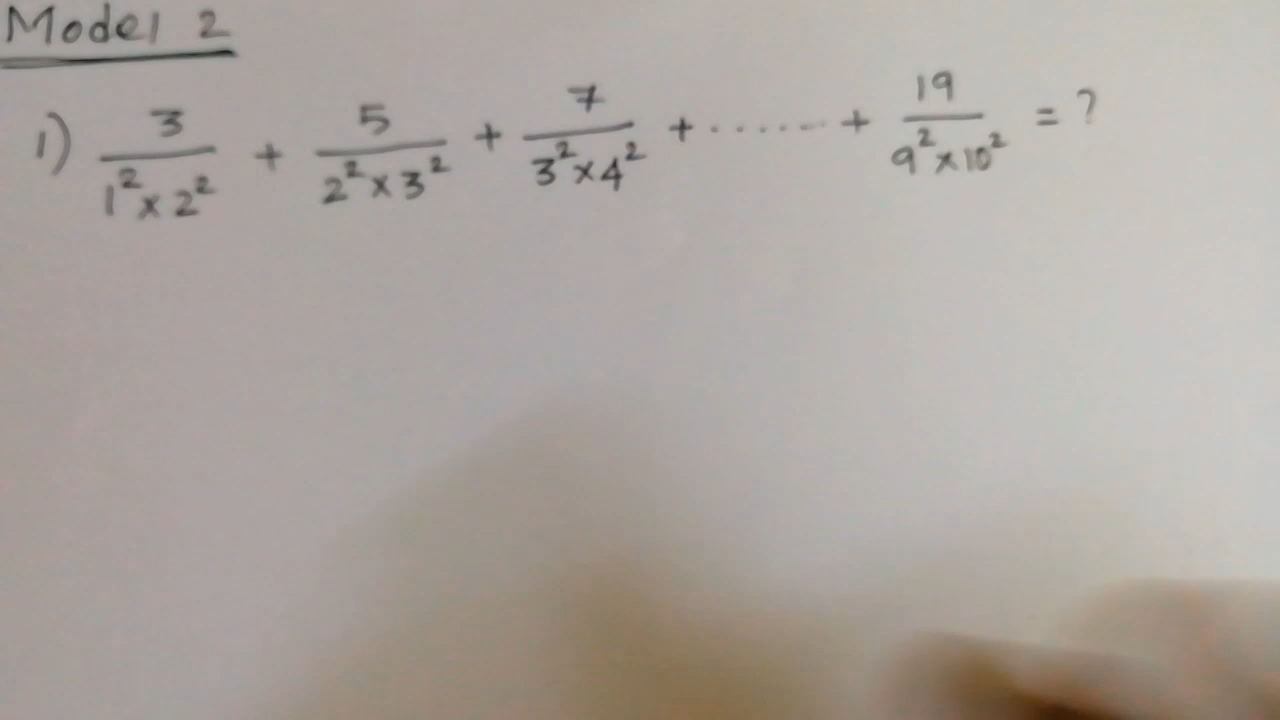 Model 2
1) 3/(1² × 2²) + 5/(2² × 3²) + 7/(3² × 4²) + ....... + 19/(9² × 10²) = ?